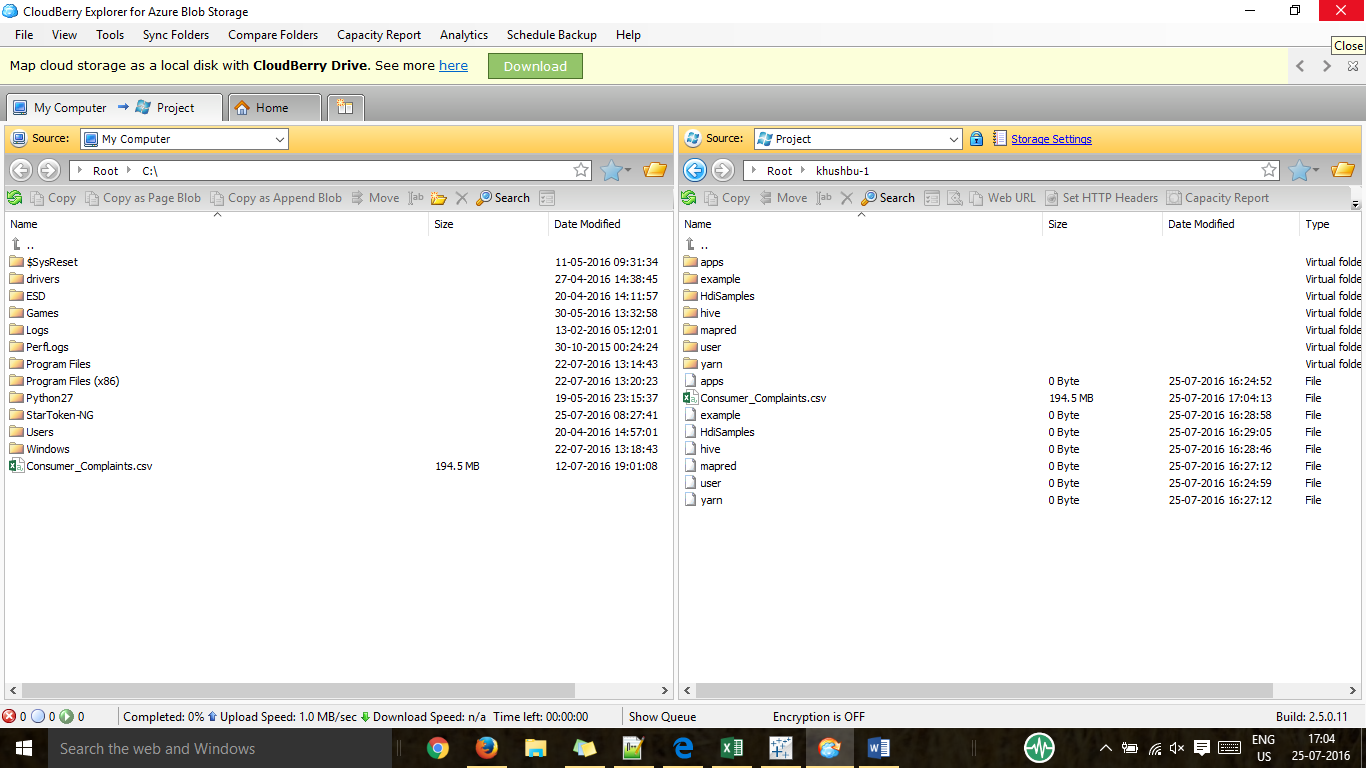 CloudBerry Explorer for Azure Blob Storage
File View Tools Sync Folders Compare Folders Capacity Report Analytics Schedule Backup Help
Close
Map cloud storage as a local disk with CloudBerry Drive. See more here Download
My Computer Project Home
Source: My Computer
Root C:\
Copy Copy as Page Blob Copy as Append Blob Move Search
Name Size Date Modified
..
$SysReset 11-05-2016 09:31:34
drivers 27-04-2016 14:38:45
ESD 20-04-2016 14:11:57
Games 30-05-2016 13:32:58
Logs 13-02-2016 05:12:01
PerfLogs 30-10-2015 00:24:24
Program Files 22-07-2016 13:14:43
Program Files (x86) 22-07-2016 13:20:23
Python27 19-05-2016 23:15:37
StarToken-NG 25-07-2016 08:27:41
Users 20-04-2016 14:57:01
Windows 22-07-2016 13:18:43
Consumer_Complaints.csv 194.5 MB 12-07-2016 19:01:08
Source: Project Storage Settings
Root khushbu-1
Copy Move Search Web URL Set HTTP Headers Capacity Report
Name Size Date Modified Type
..
apps Virtual folde
example Virtual folde
HdiSamples Virtual folde
hive Virtual folde
mapred Virtual folde
user Virtual folde
yarn Virtual folde
apps 0 Byte 25-07-2016 16:24:52 File
Consumer_Complaints.csv 194.5 MB 25-07-2016 17:04:13 File
example 0 Byte 25-07-2016 16:28:58 File
HdiSamples 0 Byte 25-07-2016 16:29:05 File
hive 0 Byte 25-07-2016 16:28:46 File
mapred 0 Byte 25-07-2016 16:27:12 File
user 0 Byte 25-07-2016 16:24:59 File
yarn 0 Byte 25-07-2016 16:27:12 File
0 0 0 Completed: 0% Upload Speed: 1.0 MB/sec Download Speed: n/a Time left: 00:00:00 Show Queue Encryption is OFF Build: 2.5.0.11
Search the web and Windows
ENG
US
17:04
25-07-2016